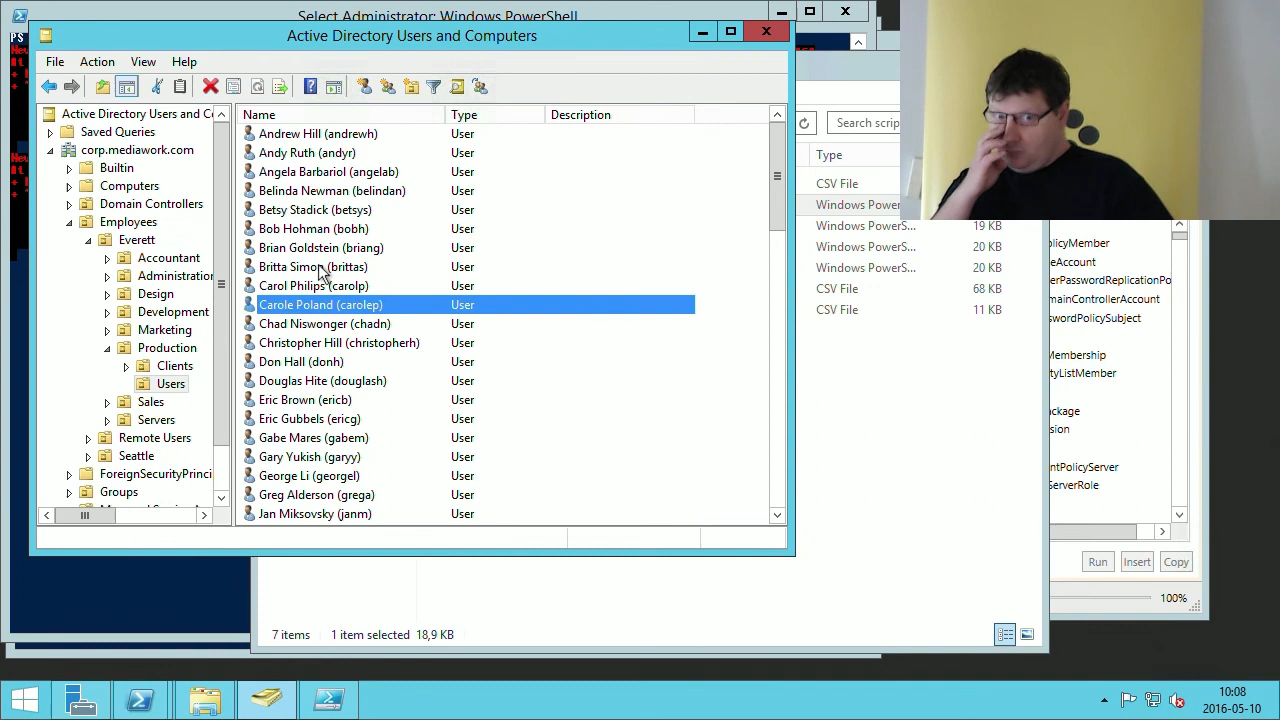 Select Administrator: Windows PowerShell
PS
Active Directory Users and Computers
File Action View Help
Active Directory Users and C
Saved Queries
corp.mediawork.com
Builtin
Computers
Domain Controllers
Employees
Everett
Accountant
Administration
Design
Development
Marketing
Production
Clients
Users
Sales
Servers
Remote Users
Seattle
ForeignSecurityPrinci
Groups
Name Type Description
Andrew Hill (andrewh) User
Andy Ruth (andyr) User
Angela Barbariol (angelab) User
Belinda Newman (belindan) User
Betsy Stadick (betsys) User
Bob Hohman (bobh) User
Brian Goldstein (briang) User
Britta Simon (brittas) User
Carol Philips (carolp) User
Carole Poland (carolep) User
Chad Niswonger (chadn) User
Christopher Hill (christopherh) User
Don Hall (donh) User
Douglas Hite (douglash) User
Eric Brown (ericb) User
Eric Gubbels (ericg) User
Gabe Mares (gabem) User
Gary Yukish (garyy) User
George Li (georgel) User
Greg Alderson (grega) User
Jan Miksovsky (janm) User
Search scrip
Type
CSV File
Windows Power
Windows PowerS... 19 KB
Windows PowerS... 20 KB
Windows PowerS... 20 KB
CSV File 68 KB
CSV File 11 KB
7 items item selected 18,9 KB
olicyMember
eAccount
erPasswordReplicationPo
mainControllerAccount
swordPolicySubject
Membership
tyListMember
ckage
sion
entPolicyServer
ServerRole
Run Insert Copy
100%
10:08
2016-05-10